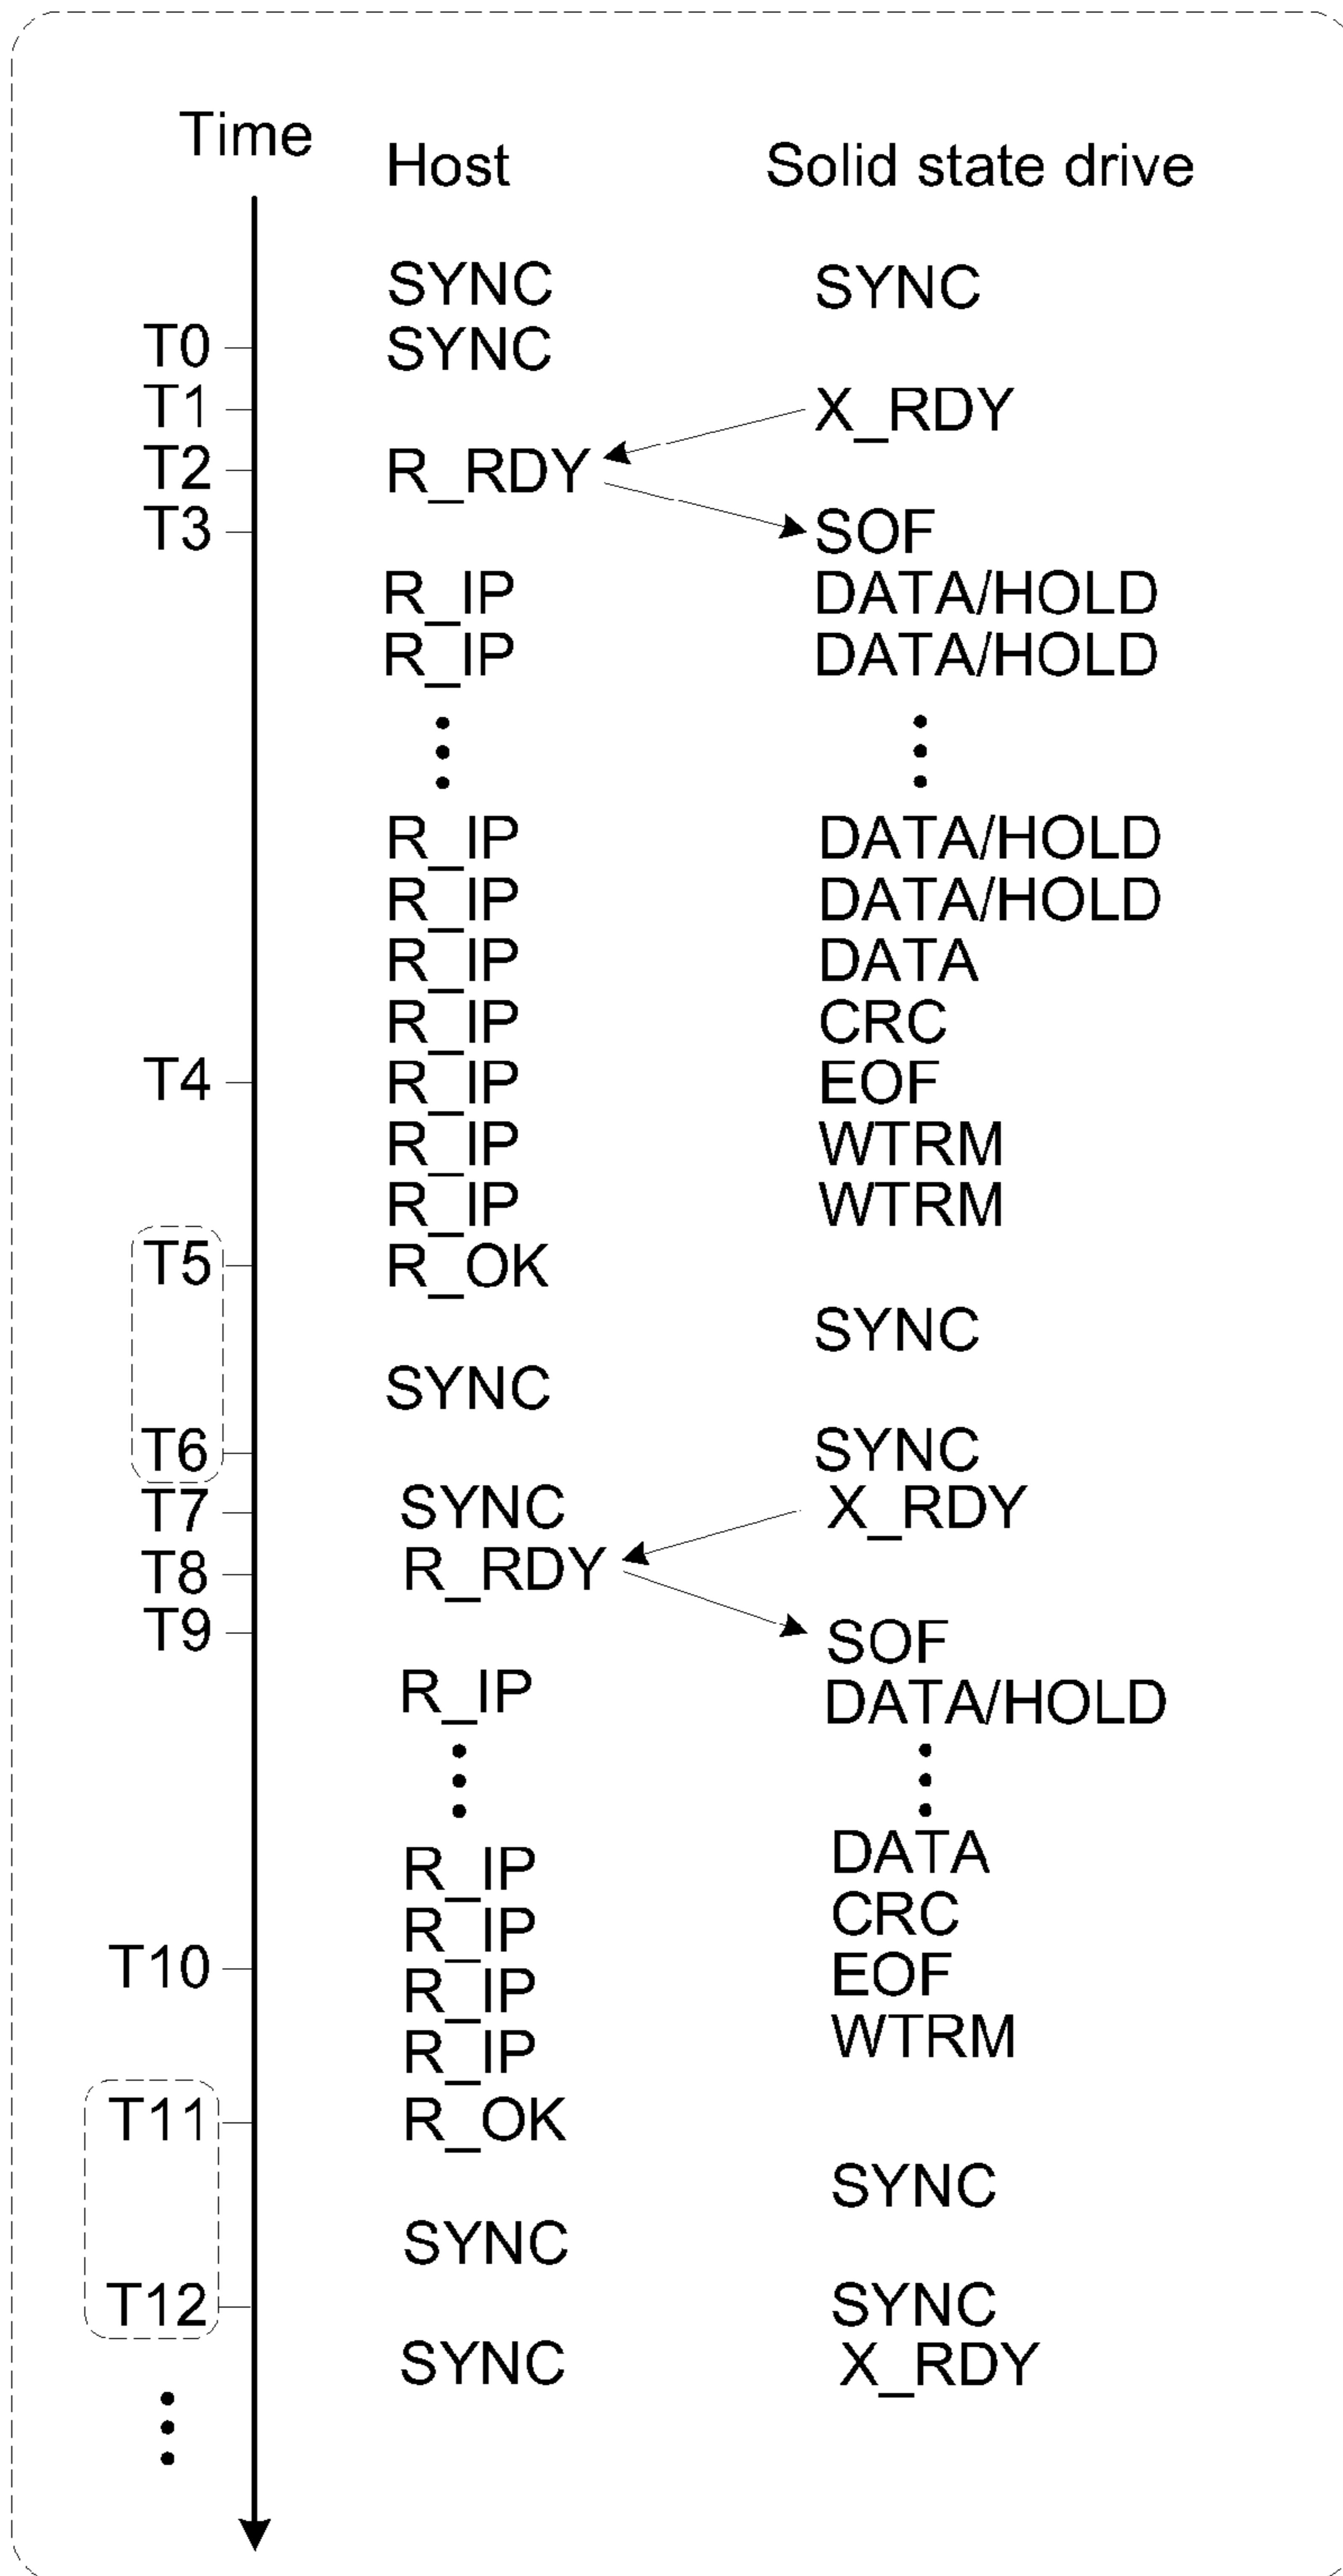 Time Host Solid state drive
SYNC SYNC
T0 SYNC
T1 X_RDY
T2 R_RDY
T3 SOF
R_IP DATA/HOLD
R_IP DATA/HOLD
R_IP DATA/HOLD
R_IP DATA/HOLD
R_IP DATA
R_IP CRC
T4 R_IP EOF
R_IP WTRM
R_IP WTRM
T5 R_OK
SYNC
SYNC
T6 SYNC
T7 SYNC X_RDY
T8 R_RDY
T9 SOF
R_IP DATA/HOLD
R_IP DATA
R_IP CRC
T10 R_IP EOF
R_IP WTRM
T11 R_OK
SYNC
SYNC
T12 SYNC
SYNC X_RDY